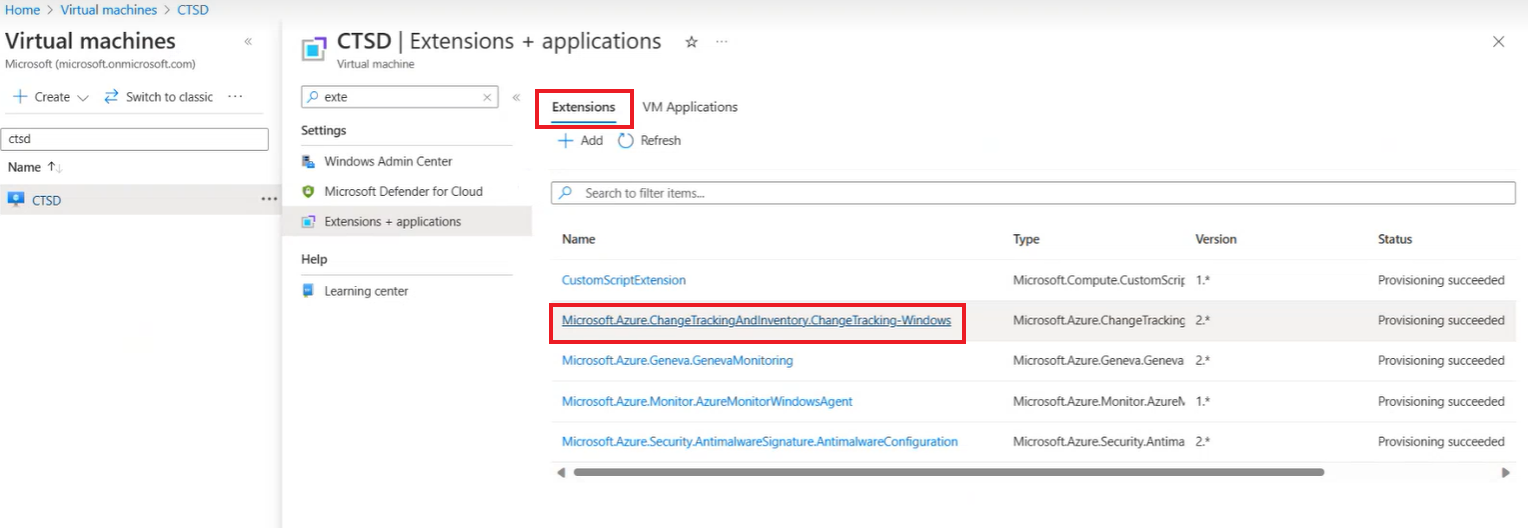 Home > Virtual machines > CTSD
Virtual machines
Microsoft (microsoft.onmicrosoft.com)
Create
Switch to classic
ctsd
Name
CTSD
CTSD | Extensions + applications
Virtual machine
exte
Settings
Windows Admin Center
Microsoft Defender for Cloud
Extensions + applications
Help
Learning center
Extensions VM Applications
Add Refresh
Search to filter items...
Name Type Version Status
CustomScriptExtension Microsoft.Compute.CustomScrip 1.* Provisioning succeeded
Microsoft.Azure.ChangeTrackingAndInventory.ChangeTracking-Windows Microsoft.Azure.ChangeTracking 2.* Provisioning succeeded
Microsoft.Azure.Geneva.GenevaMonitoring Microsoft.Azure.Geneva.Geneva 2.* Provisioning succeeded
Microsoft.Azure.Monitor.AzureMonitorWindowsAgent Microsoft.Azure.Monitor.AzureM 1.* Provisioning succeeded
Microsoft.Azure.Security.AntimalwareSignature.AntimalwareConfiguration Microsoft.Azure.Security.Antima 2.* Provisioning succeeded